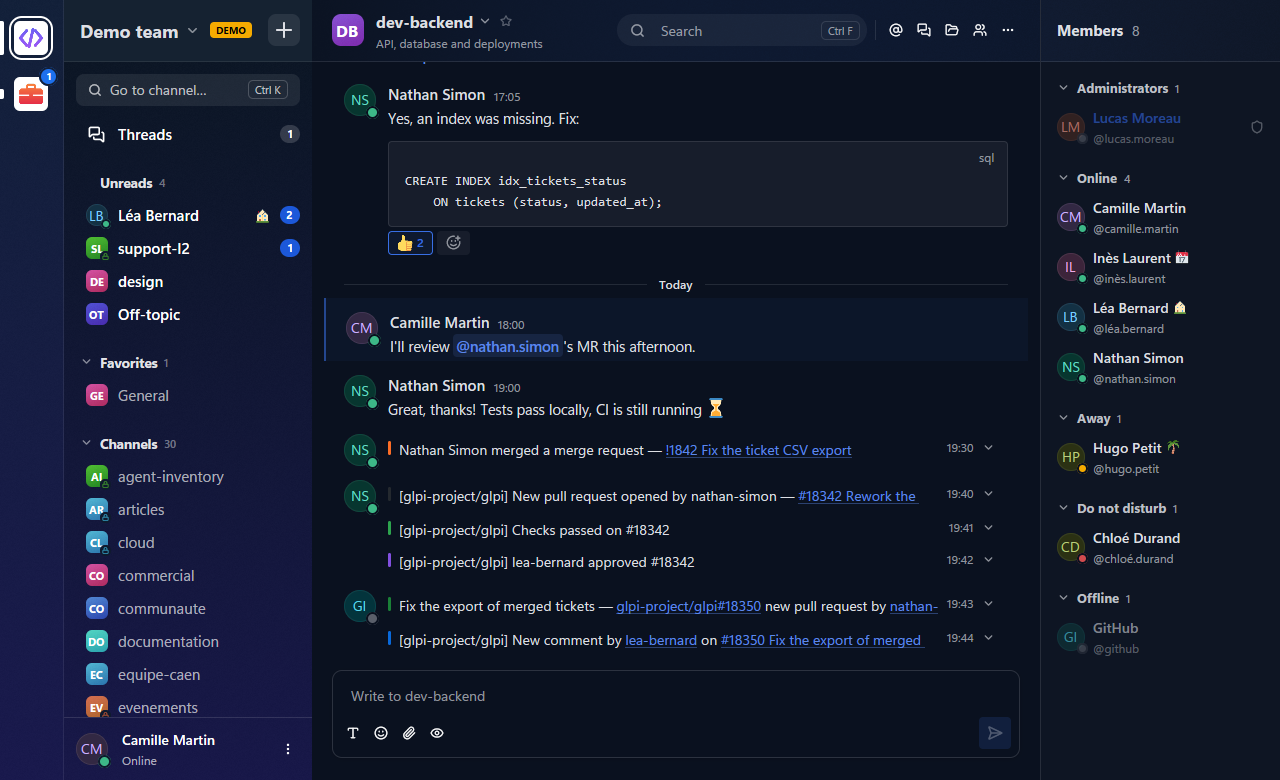 1
Demo team
DEMO
Go to channel...
Ctrl K
Threads
1
Unreads 4
LB
Léa Bernard
2
SL
support-l2
1
DE
design
OT
Off-topic
Favorites 1
GE
General
Channels 30
AI
agent-inventory
AR
articles
CL
cloud
CO
commercial
CO
communaute
DO
documentation
EC
equipe-caen
EV
evenements
CM
Camille Martin
Online
DB
dev-backend
API, database and deployments
Search
Ctrl F
NS
Nathan Simon 17:05
Yes, an index was missing. Fix:
sql
CREATE INDEX idx_tickets_status
ON tickets (status, updated_at);
2
Today
CM
Camille Martin 18:00
I'll review @nathan.simon 's MR this afternoon.
NS
Nathan Simon 19:00
Great, thanks! Tests pass locally, CI is still running
NS
Nathan Simon merged a merge request — !1842 Fix the ticket CSV export
19:30
NS
[glpi-project/glpi] New pull request opened by nathan-simon — #18342 Rework the
19:40
[glpi-project/glpi] Checks passed on #18342
19:41
[glpi-project/glpi] lea-bernard approved #18342
19:42
GI
Fix the export of merged tickets — glpi-project/glpi#18350 new pull request by nathan-
19:43
[glpi-project/glpi] New comment by lea-bernard on #18350 Fix the export of merged
19:44
Write to dev-backend
Members 8
Administrators 1
LM
Lucas Moreau
@lucas.moreau
Online 4
CM
Camille Martin
@camille.martin
IL
Inès Laurent
@inès.laurent
LB
Léa Bernard
@léa.bernard
NS
Nathan Simon
@nathan.simon
Away 1
HP
Hugo Petit
@hugo.petit
Do not disturb 1
CD
Chloé Durand
@chloé.durand
Offline 1
GI
GitHub
@github